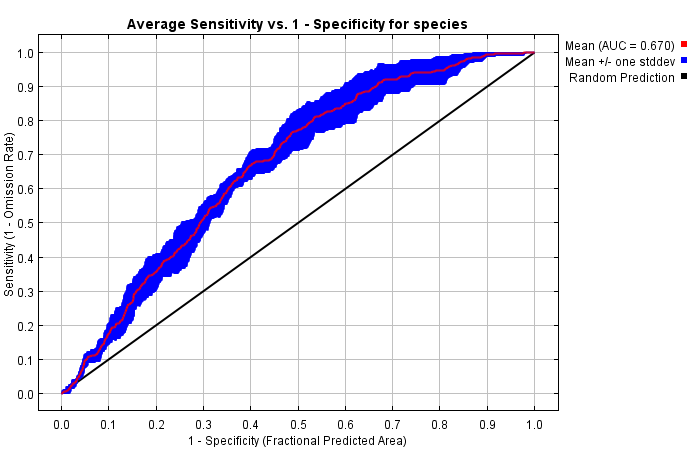 Average Sensitivity vs. 1 - Specificity for species
Mean (AUC = 0.670)
Mean +/- one stddev
Random Prediction
Sensitivity (1 - Omission Rate)
1.0
0.9
0.8
0.7
0.6
0.5
0.4
0.3
0.2
0.1
0.0
0.0 0.1 0.2 0.3 0.4 0.5 0.6 0.7 0.8 0.9 1.0
1 - Specificity (Fractional Predicted Area)